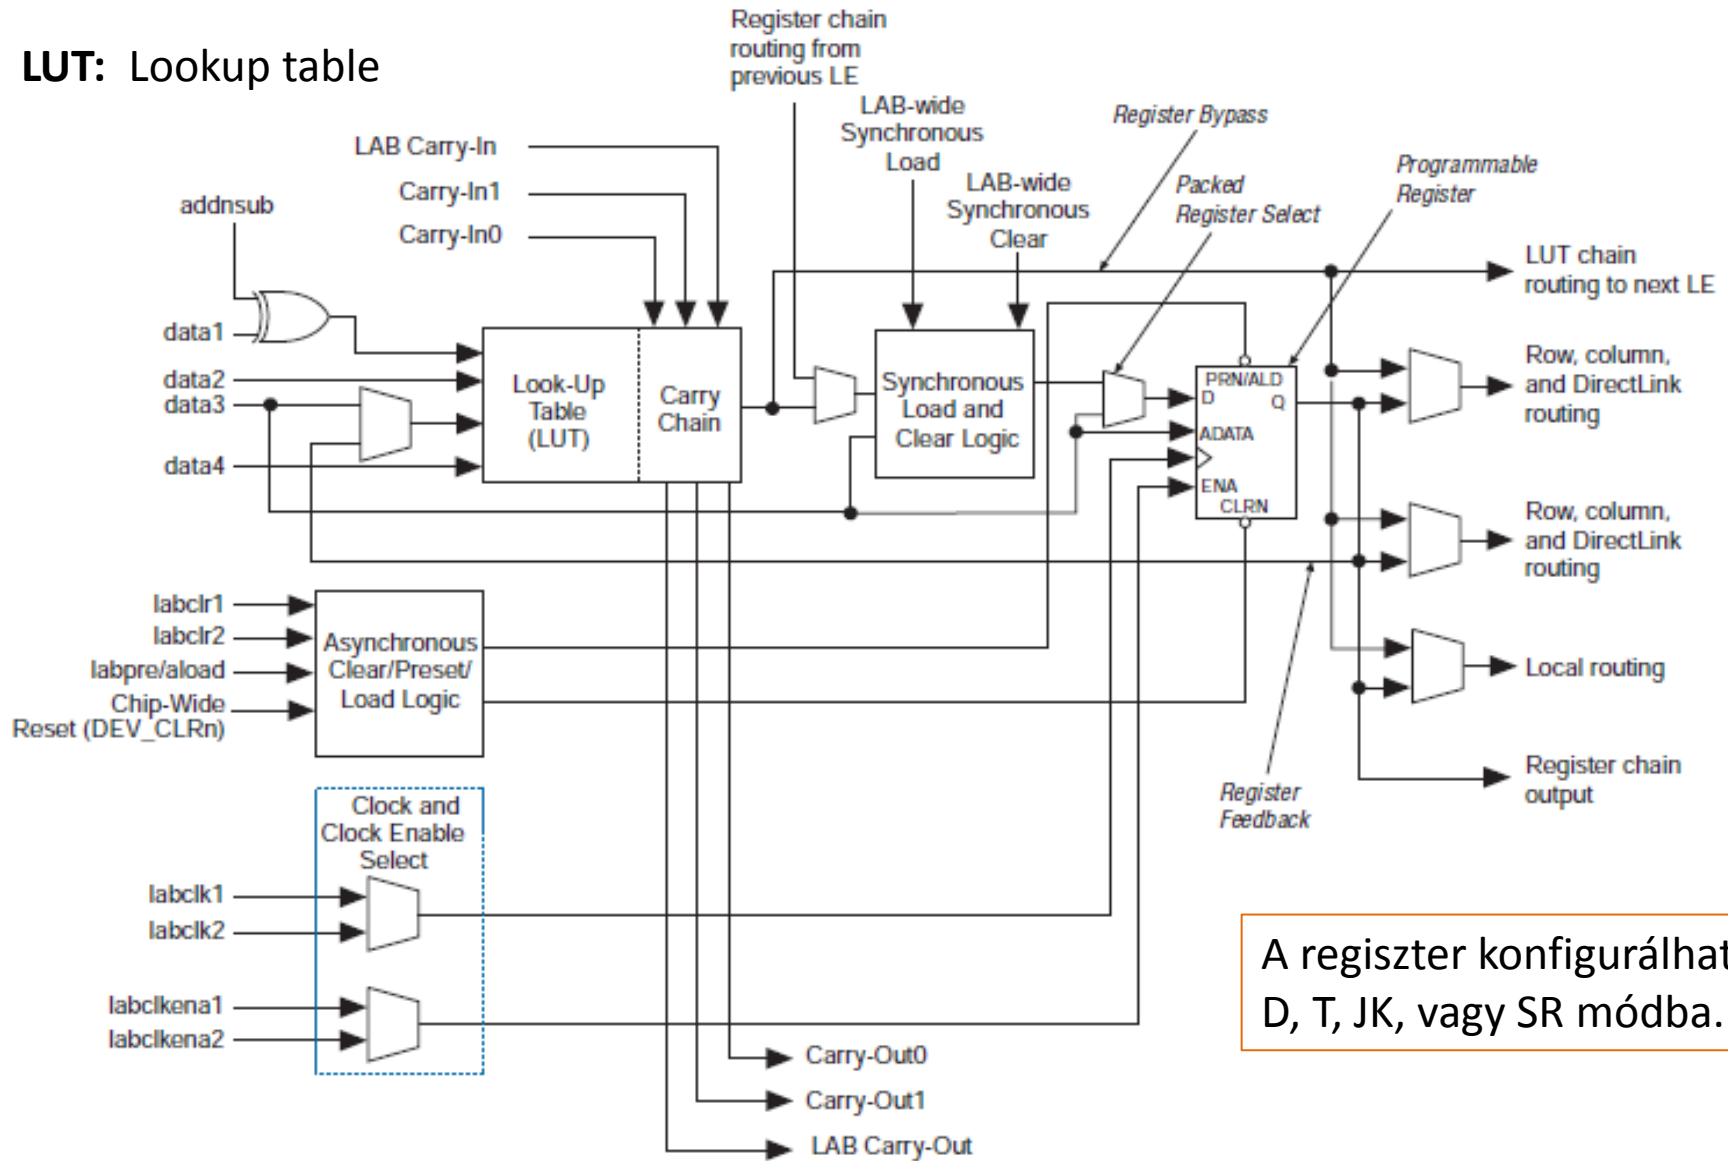 LUT: Lookup table
Register chain
routing from
previous LE
LAB-wide
Synchronous
Load
LAB-wide
Synchronous
Clear
Register Bypass
Packed
Register Select
Programmable
Register
LAB Carry-In
Carry-In1
Carry-In0
addnsub
data1
data2
data3
data4
Look-Up
Table
(LUT)
Carry
Chain
Synchronous
Load and
Clear Logic
PRN/ALD
D
Q
ADATA
ENA
CLRN
LUT chain
routing to next LE
Row, column,
and DirectLink
routing
Row, column,
and DirectLink
routing
Local routing
Register chain
output
Register
Feedback
labclr1
labclr2
labpre/aload
Chip-Wide
Reset (DEV_CLRn)
Asynchronous
Clear/Preset/
Load Logic
Clock and
Clock Enable
Select
labclk1
labclk2
labclkena1
labclkena2
Carry-Out0
Carry-Out1
LAB Carry-Out
A regiszter konfigurálhat
D, T, JK, vagy SR módba.